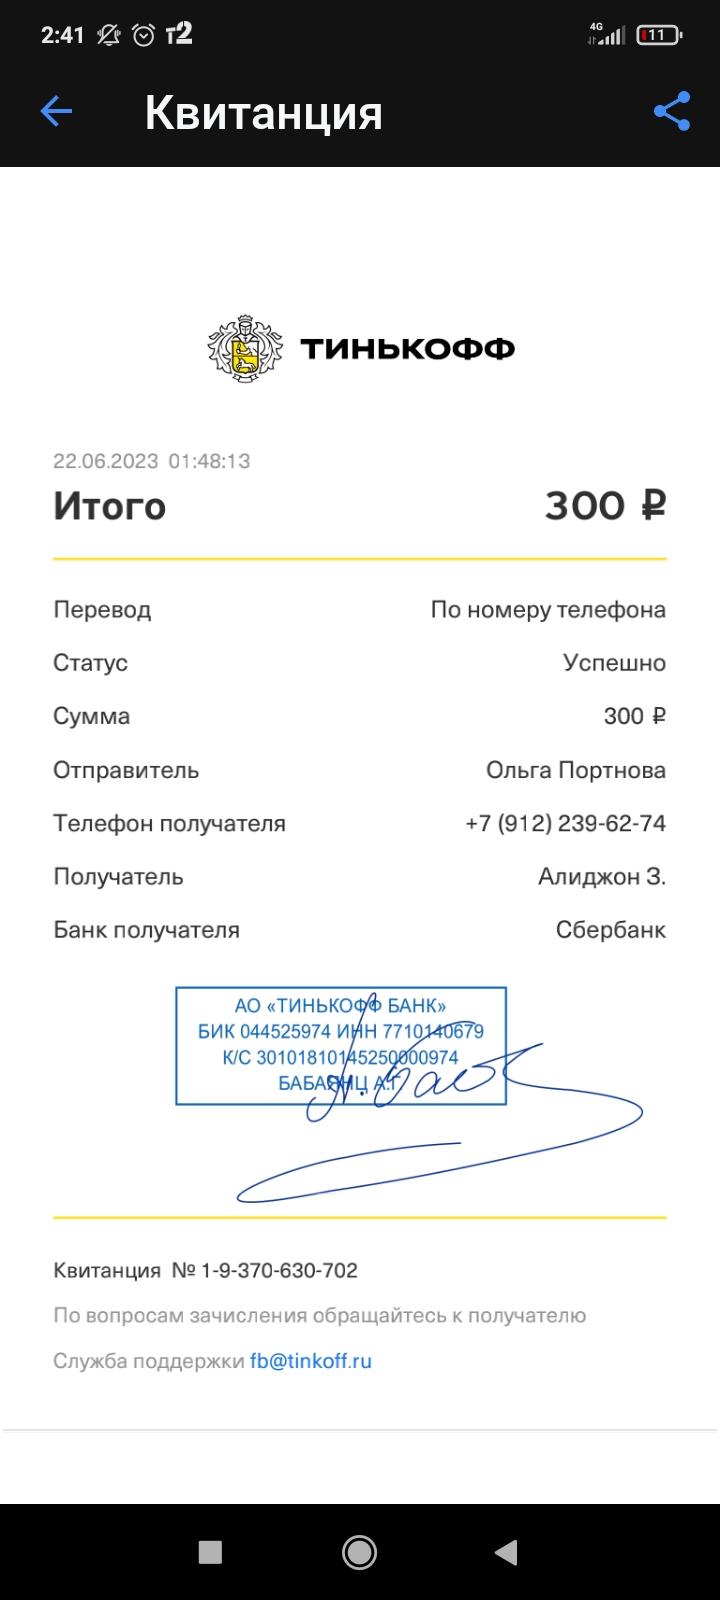 2:41 т2 4G 11
Квитанция
ТИНЬКОФФ
22.06.2023 01:48:13
Итого 300 ₽
Перевод По номеру телефона
Статус Успешно
Сумма 300 ₽
Отправитель Ольга Портнова
Телефон получателя +7 (912) 239-62-74
Получатель Алиджон З.
Банк получателя Сбербанк
АО «ТИНЬКОФФ БАНК»
БИК 044525974 ИНН 7710140679
К/С 30101810145250000974
БАБАЯНЦ А.Г.
Квитанция № 1-9-370-630-702
По вопросам зачисления обращайтесь к получателю
Служба поддержки fb@tinkoff.ru